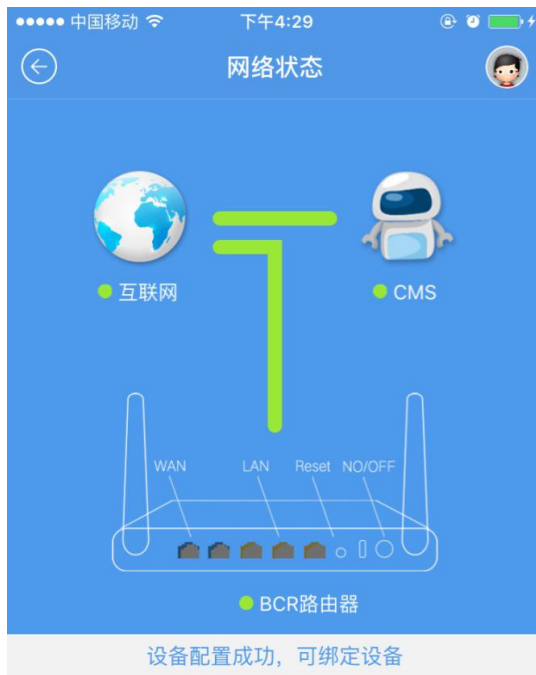 中国移动 下午4:29
网络状态
互联网 CMS
WAN LAN Reset NO/OFF
BCR路由器
设备配置成功，可绑定设备